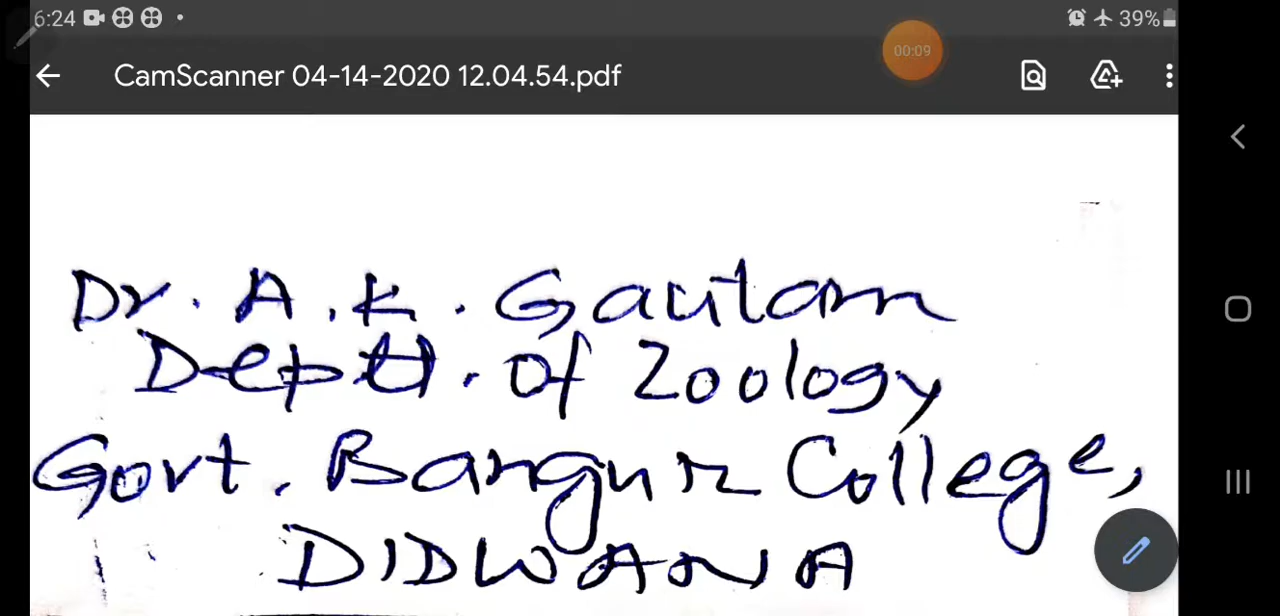 6:24
39%
00:09
CamScanner 04-14-2020 12.04.54.pdf
Dr. A.K. Gautam
Deptt. of Zoology
Govt. Bangur College,
DIDWANA